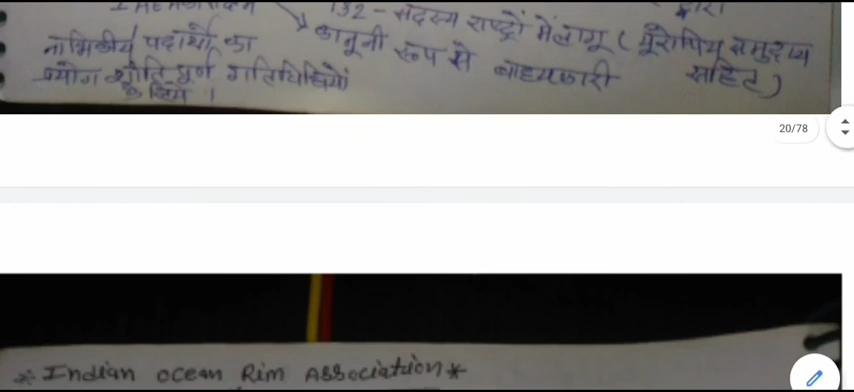 132 - सदस्य राष्ट्रों में लागू ( यूरोपिय समुदाय सहित )
कानूनी रूप से बाध्यकारी
नाभिकीय पदार्थों का
प्रयोग शांतिपूर्ण गतिविधियों
के लिये ।
20/78
* Indian ocean Rim Association *